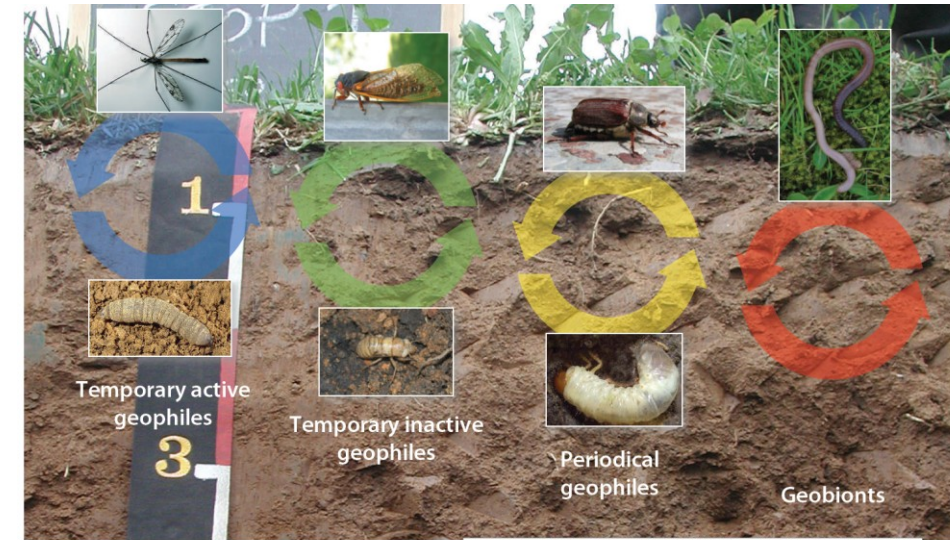 1
Temporary active
geophiles
Temporary inactive
geophiles
3
Periodical
geophiles
Geobionts